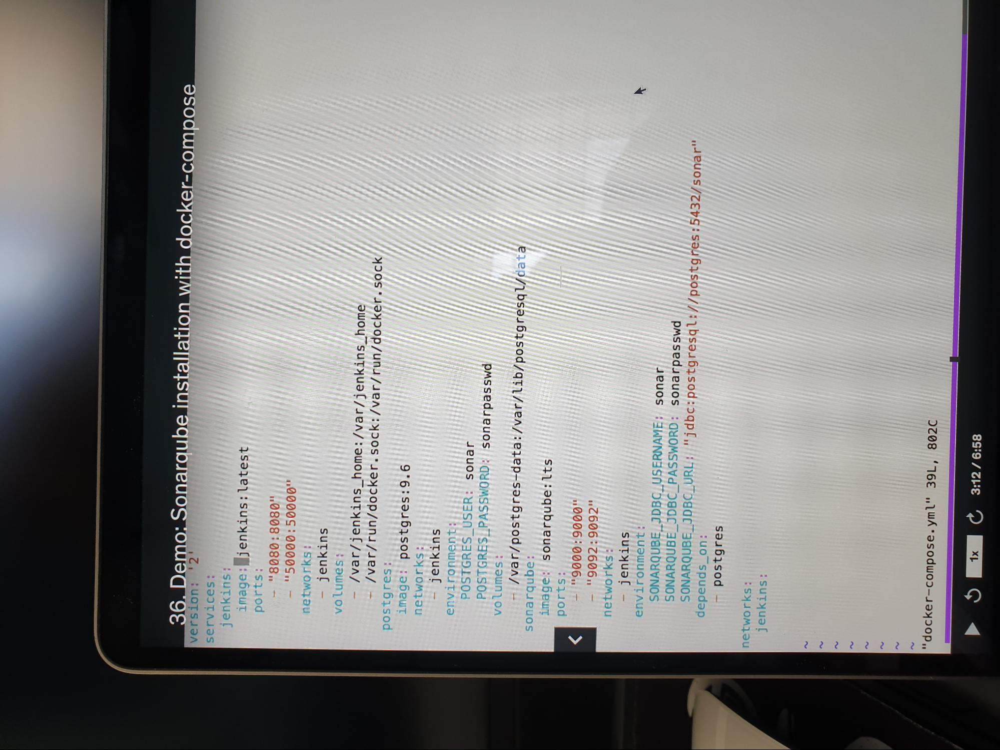 36. Demo: Sonarqube installation with docker-compose
version: '2'
services:
  jenkins:
    image: jenkins:latest
    ports:
      - "8080:8080"
      - "50000:50000"
    networks:
      - jenkins
    volumes:
      - /var/jenkins_home:/var/jenkins_home
      - /var/run/docker.sock:/var/run/docker.sock
  postgres:
    image: postgres:9.6
    networks:
      - jenkins
    environment:
      POSTGRES_USER: sonar
      POSTGRES_PASSWORD: sonarpasswd
    volumes:
      - /var/postgres-data:/var/lib/postgresql/data
  sonarqube:
    image: sonarqube:lts
    ports:
      - "9000:9000"
      - "9092:9092"
    networks:
      - jenkins
    environment:
      SONARQUBE_JDBC_USERNAME: sonar
      SONARQUBE_JDBC_PASSWORD: sonarpasswd
      SONARQUBE_JDBC_URL: "jdbc:postgresql://postgres:5432/sonar"
    depends_on:
      - postgres
networks:
  jenkins:
~
~
~
~
~
~
~
~
"docker-compose.yml" 39L, 802C
1x 3:12 / 6:58